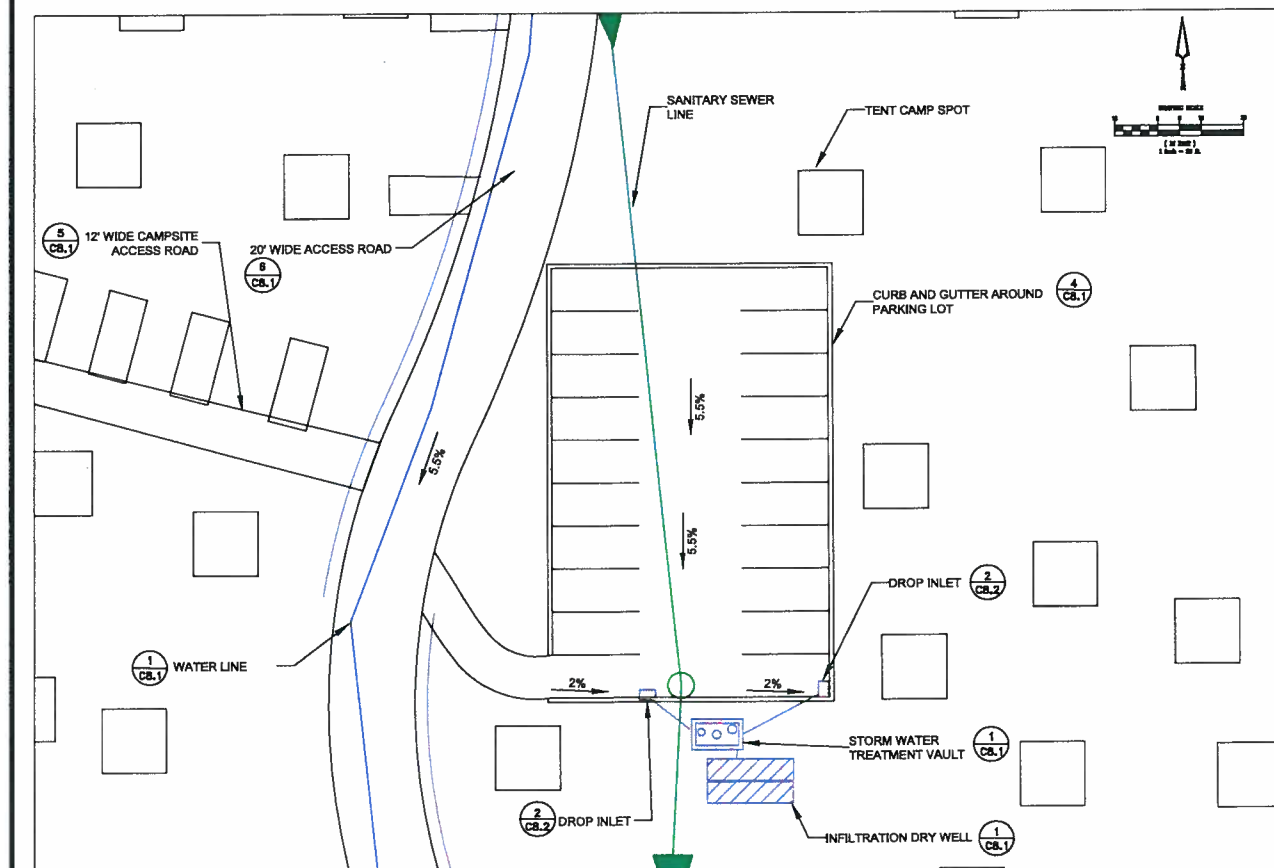 SANITARY SEWER
LINE
TENT CAMP SPOT
5
C8.1
12' WIDE CAMPSITE
ACCESS ROAD
20' WIDE ACCESS ROAD
6
C8.1
CURB AND GUTTER AROUND
PARKING LOT
4
C8.1
5.5%
5.5%
5.5%
DROP INLET
2
C8.2
1
C8.1
WATER LINE
2%
2%
STORM WATER
TREATMENT VAULT
1
C8.1
2
C8.2
DROP INLET
INFILTRATION DRY WELL
1
C8.1